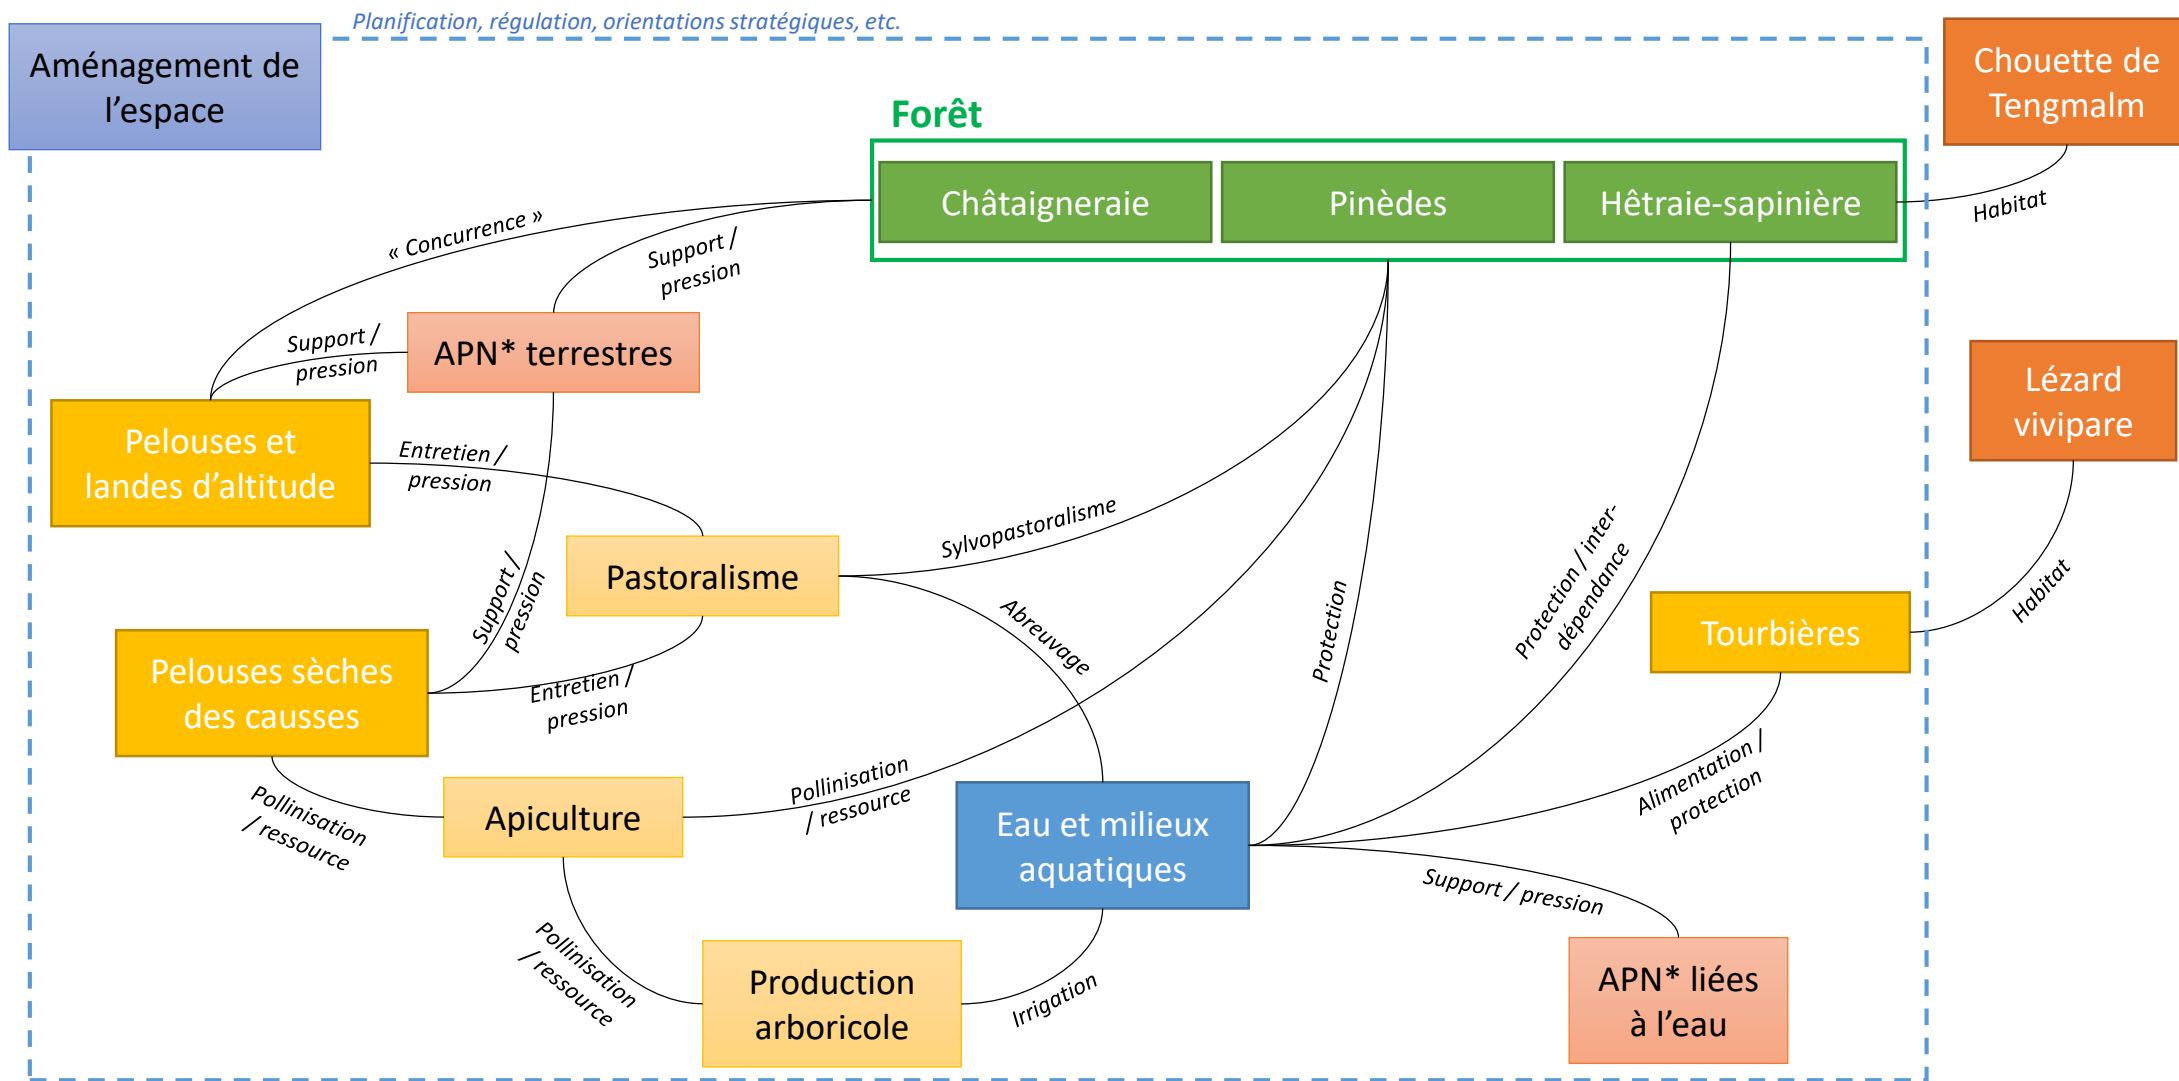 Planification, régulation, orientations stratégiques, etc.
Aménagement de
l’espace
Chouette de
Tengmalm
Forêt
Châtaigneraie
Pinèdes
Hêtraie-sapinière
Habitat
« Concurrence »
Support /
pression
Support /
pression
APN* terrestres
Lézard
vivipare
Pelouses et
landes d’altitude
Entretien /
pression
Sylvopastoralisme
Protection / inter-
dépendance
Support /
pression
Pastoralisme
Abreuvage
Protection
Habitat
Tourbières
Pelouses sèches
des causses
Entretien /
pression
Pollinisation
/ ressource
Apiculture
Pollinisation
/ ressource
Eau et milieux
aquatiques
Alimentation /
protection
Support / pression
Pollinisation
/ ressource
Production
arboricole
Irrigation
APN* liées
à l’eau